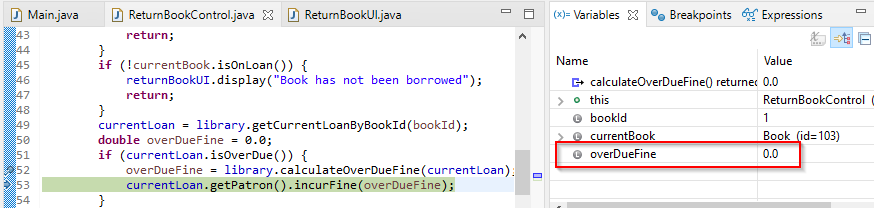 Main.java
ReturnBookControl.java
ReturnBookUI.java
43 return;
44 }
45 if (!currentBook.isOnLoan()) {
46 returnBookUI.display("Book has not been borrowed");
47 return;
48 }
49 currentLoan = library.getCurrentLoanByBookId(bookId);
50 double overDueFine = 0.0;
51 if (currentLoan.isOverDue()) {
52 overDueFine = library.calculateOverDueFine(currentLoan);
53 currentLoan.getPatron().incurFine(overDueFine);
54 }
(x)= Variables
Breakpoints
Expressions
Name Value
calculateOverDueFine() returned 0.0
this ReturnBookControl (
bookId 1
currentBook Book (id=103)
overDueFine 0.0